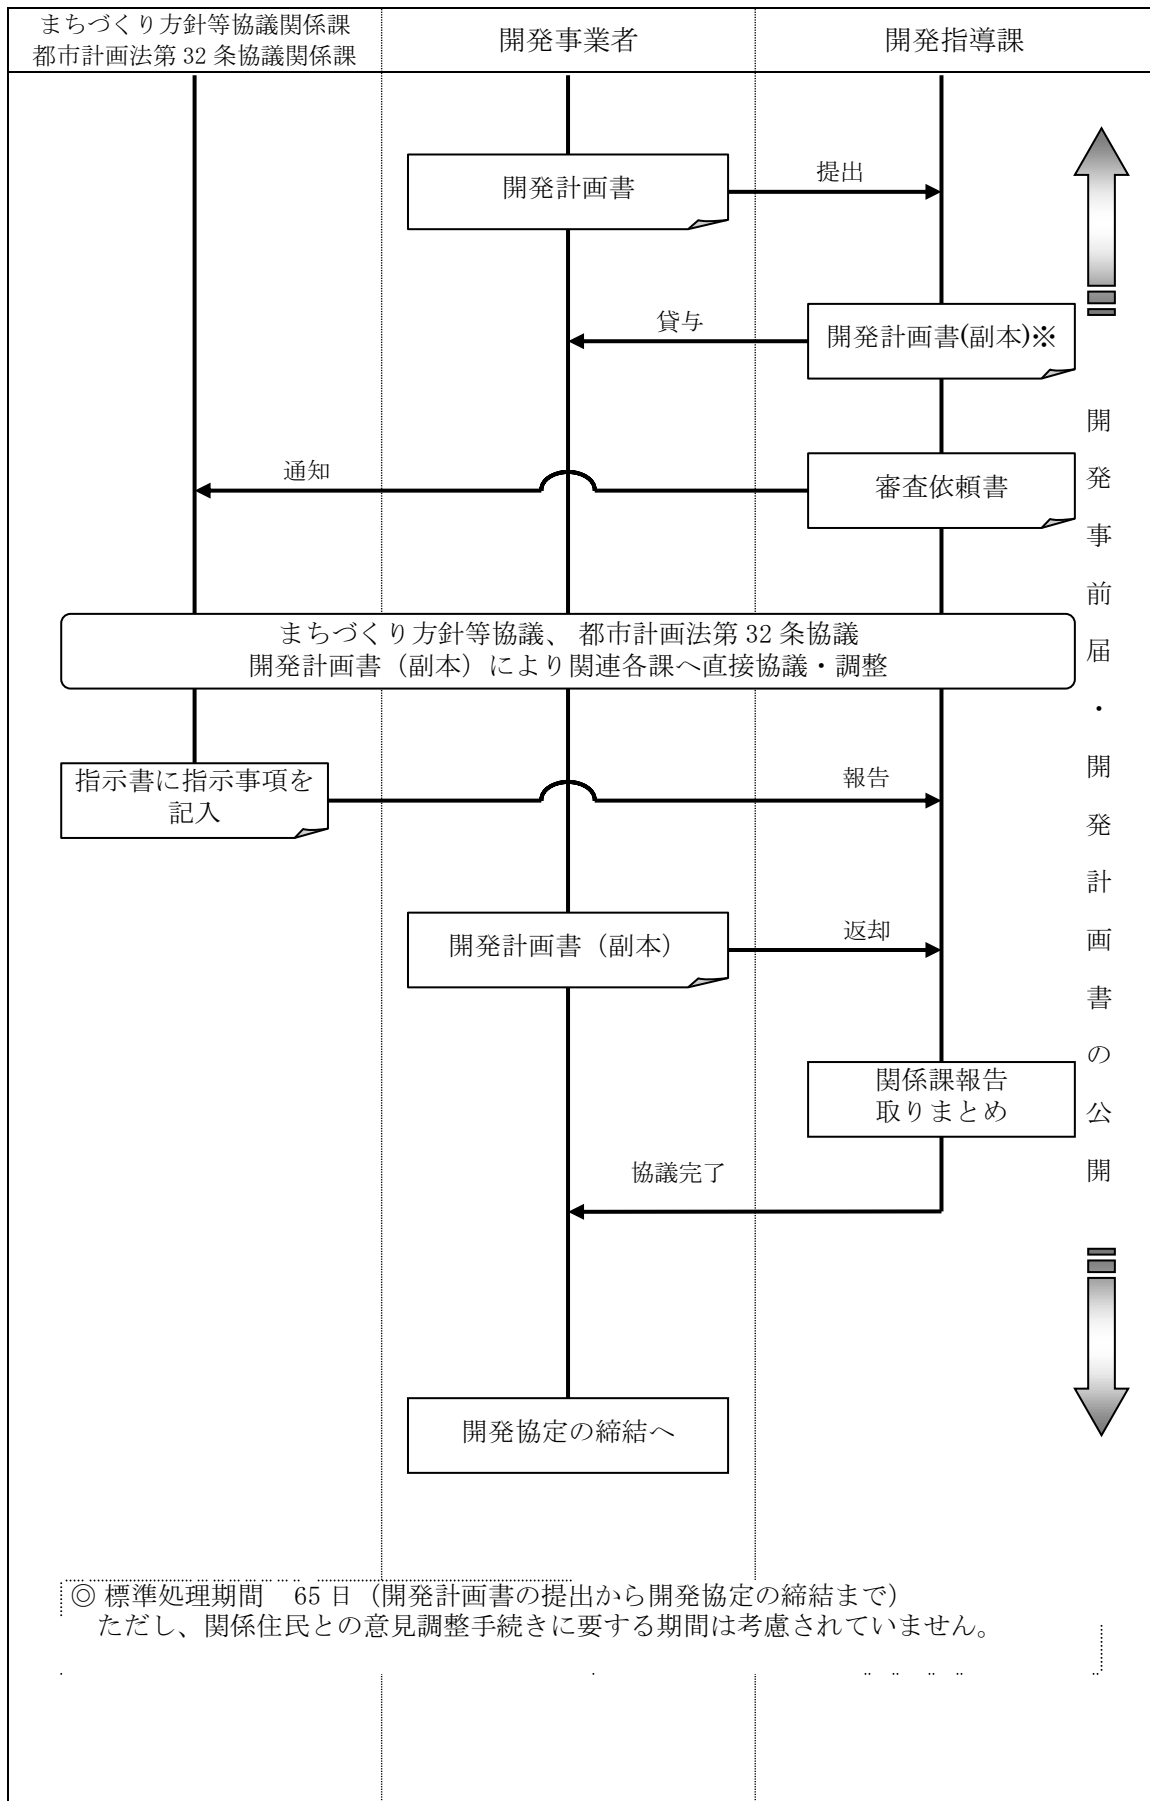 まちづくり方針等協議関係課
都市計画法第 32 条協議関係課
開発事業者
開発指導課
開発計画書
提出
貸与
開発計画書(副本)※
通知
審査依頼書
まちづくり方針等協議、 都市計画法第 32 条協議
開発計画書（副本）により関連各課へ直接協議・調整
指示書に指示事項を
記入
報告
開発計画書（副本）
返却
関係課報告
取りまとめ
協議完了
開発協定の締結へ
開発事前届・開発計画書の公開
◎ 標準処理期間　65 日（開発計画書の提出から開発協定の締結まで）
ただし、関係住民との意見調整手続きに要する期間は考慮されていません。